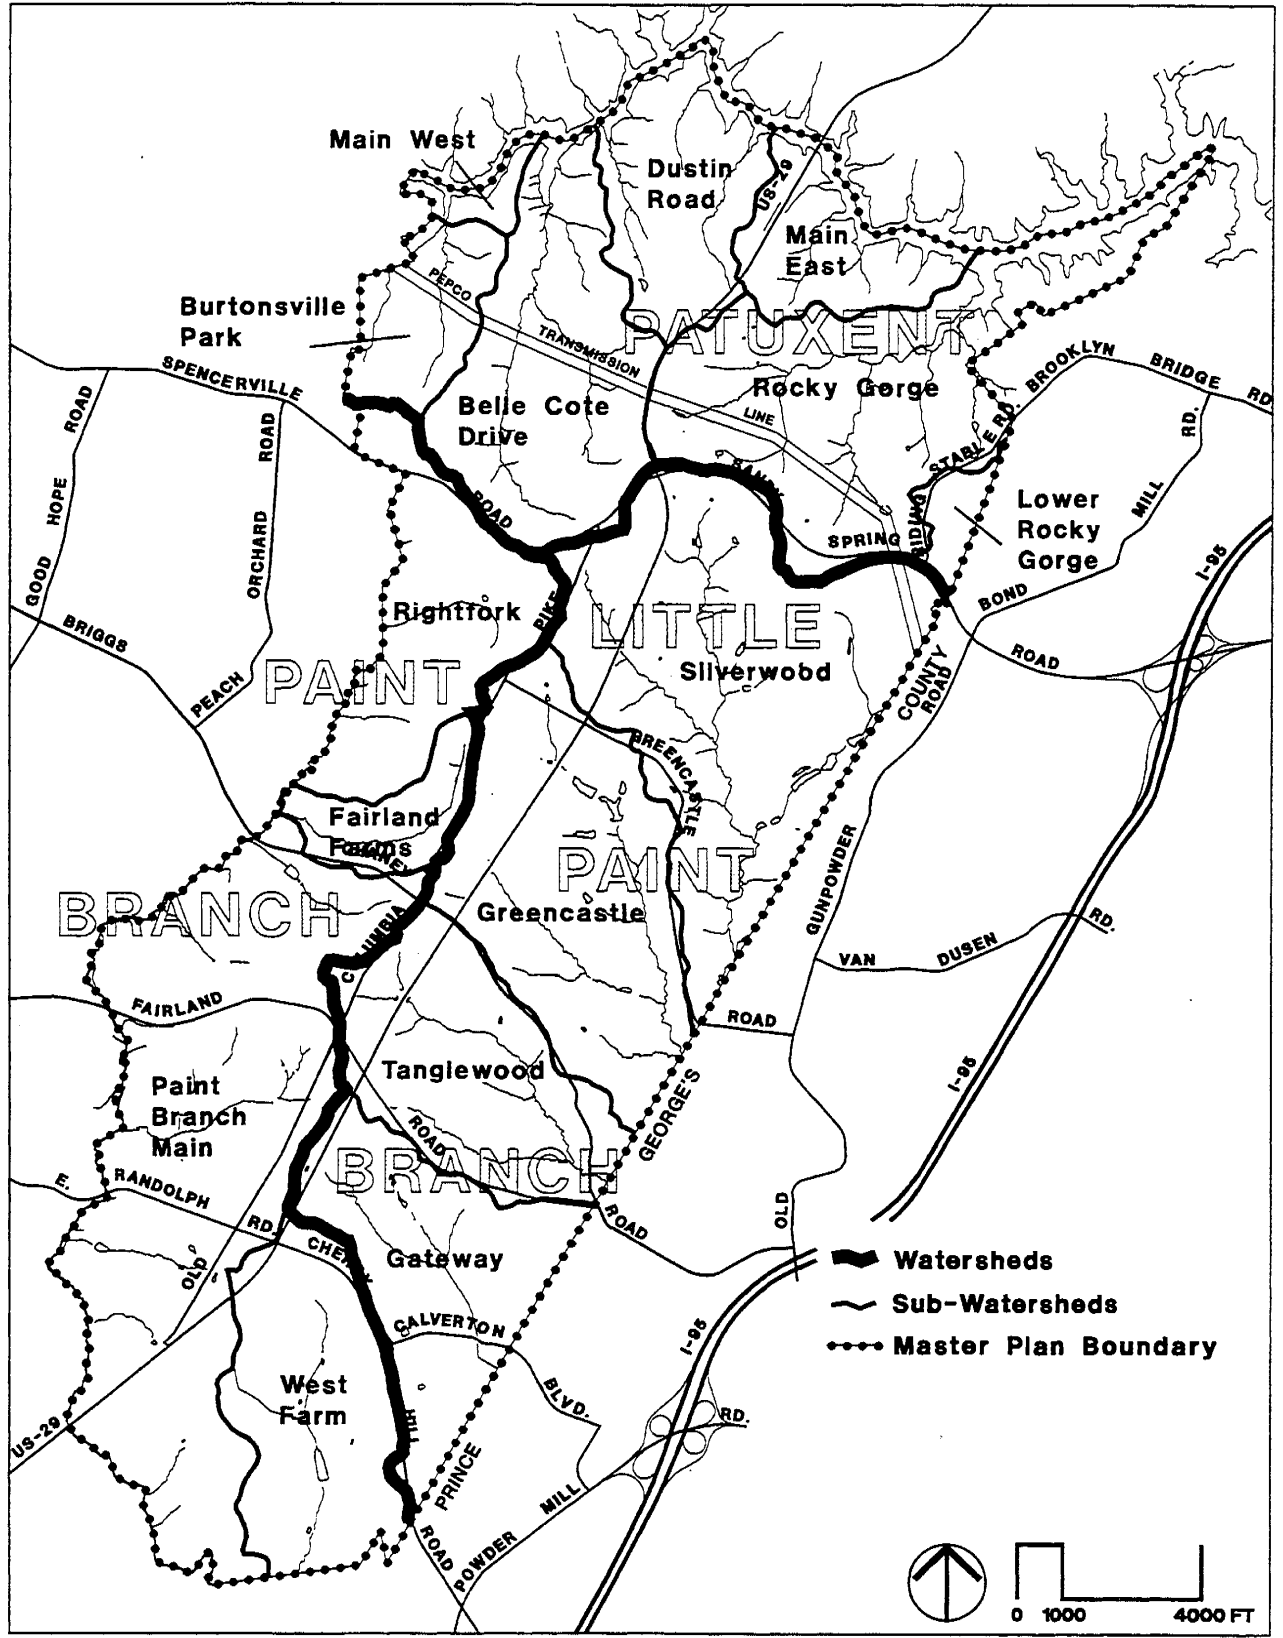 Main West
Dustin
Road
US-29
Main
East
PEPCO
TRANSMISSION
LINE
Burtonsville
Park
PATUXENT
Rocky Gorge
SPENCERVILLE
ROAD
Belle Cote
Drive
BROOKLYN
BRIDGE
RD.
STABLE RD.
RIDING
SANDY
SPRING
ROAD
Lower
Rocky
Gorge
MILL
RD.
BOND
I-95
GOOD
HOPE
ROAD
ORCHARD
ROAD
PEACH
BRIGGS
Rightfork
PIKE
LITTLE
Silverwood
COUNTY
ROAD
PAINT
GREENCASTLE
Fairland
Farms
PAINT
BRANCH
COLUMBIA
Greencastle
GUNPOWDER
VAN
DUSEN
RD.
FAIRLAND
ROAD
I-95
Tanglewood
GEORGE'S
Paint
Branch
Main
ROAD
BRANCH
E.
RANDOLPH
RD.
OLD
CHERRY
Gateway
ROAD
OLD
CALVERTON
BLVD.
I-95
West
Farm
HILL
US-29
PRINCE
RD.
MILL
POWDER
ROAD
Watersheds
Sub-Watersheds
Master Plan Boundary
0 1000 4000 FT